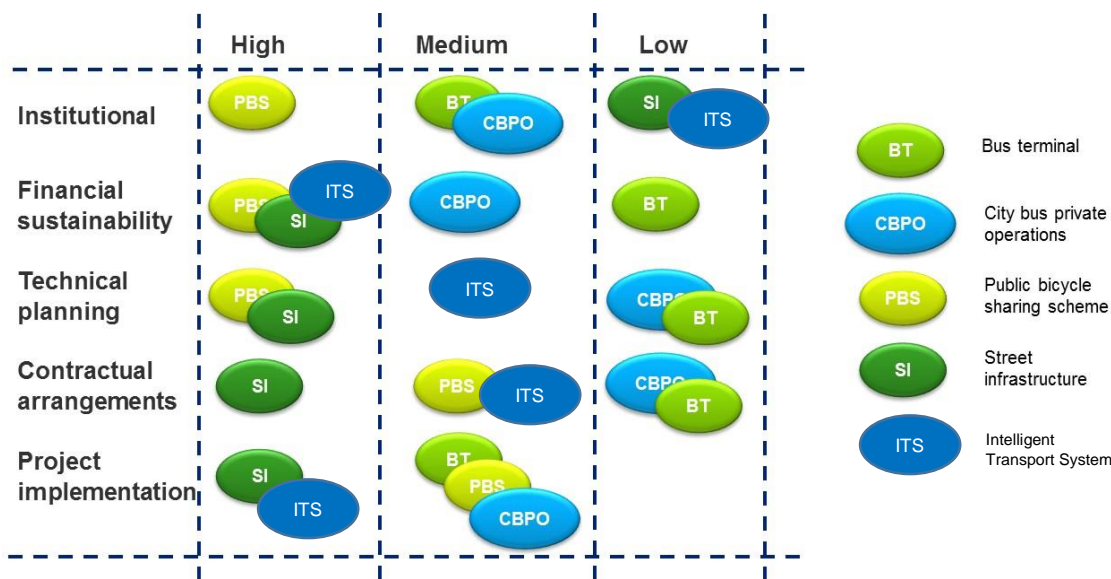 High Medium Low
Institutional
PBS
BT
CBPO
SI
ITS
BT
Bus terminal
Financial
sustainability
PBS
SI
ITS
CBPO
BT
CBPO
City bus private
operations
Technical
planning
PBS
SI
ITS
CBPO
BT
PBS
Public bicycle
sharing scheme
Contractual
arrangements
SI
PBS
ITS
CBPO
BT
SI
Street
infrastructure
Project
implementation
SI
ITS
BT
PBS
CBPO
ITS
Intelligent
Transport System